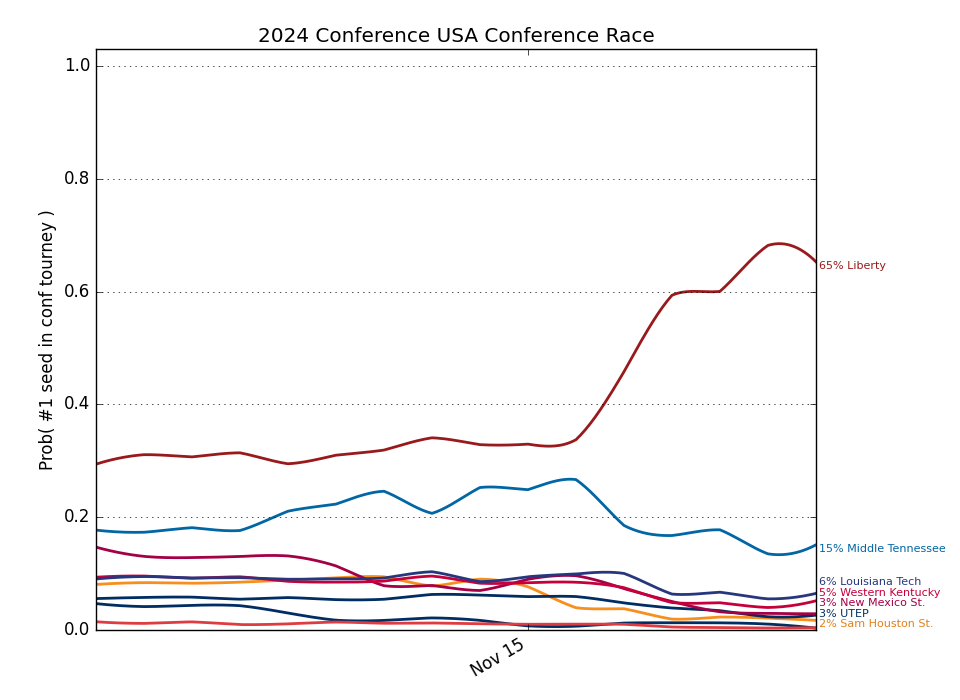 2024 Conference USA Conference Race
1.0
0.8
0.6
0.4
0.2
0.0
Prob( #1 seed in conf tourney )
Nov 15
65% Liberty
15% Middle Tennessee
6% Louisiana Tech
5% Western Kentucky
3% New Mexico St.
3% UTEP
2% Sam Houston St.